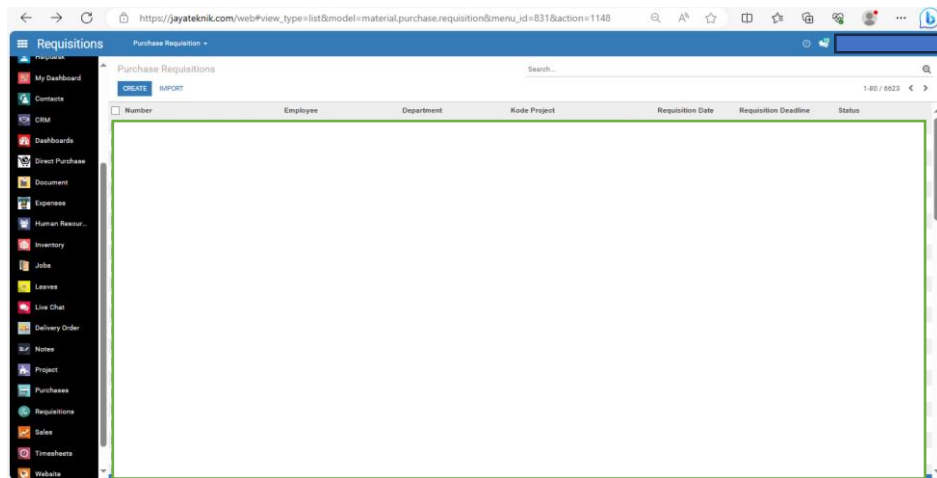 https://jayateknik.com/web#view_type=list&model=material.purchase.requisition&menu_id=831&action=1148
Requisitions
Purchase Requisition
Helpdesk
My Dashboard
Contacts
CRM
Dashboards
Direct Purchase
Document
Expenses
Human Resour...
Inventory
Jobs
Leaves
Live Chat
Delivery Order
Notes
Project
Purchases
Requisitions
Sales
Timesheets
Website
Purchase Requisitions
Search...
CREATE IMPORT
1-80 / 6623
Number Employee Department Kode Project Requisition Date Requisition Deadline Status